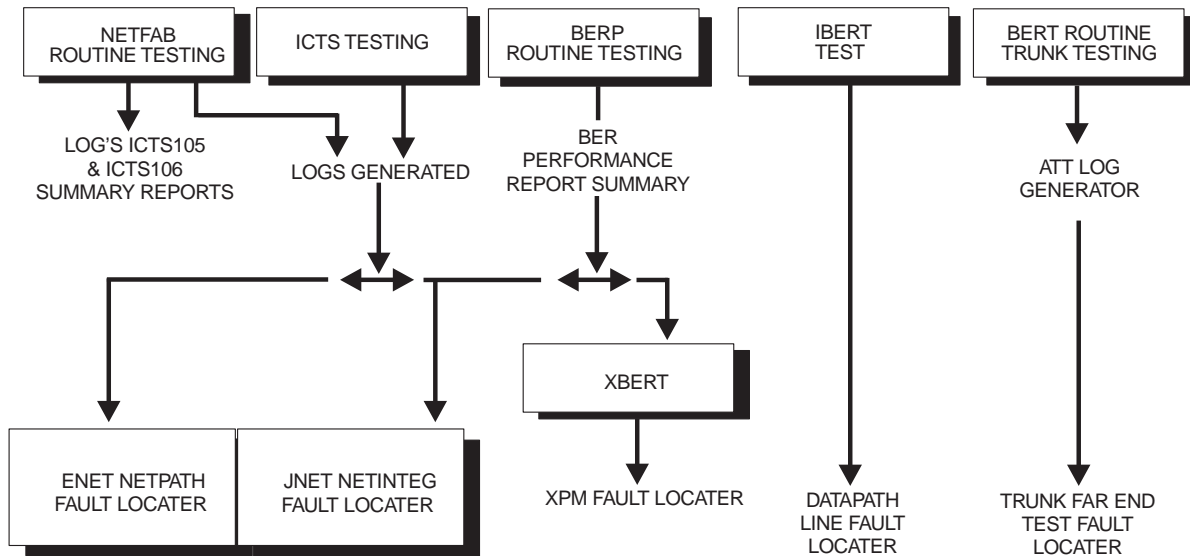 NETFAB
ROUTINE TESTING
ICTS TESTING
BERP
ROUTINE TESTING
IBERT
TEST
BERT ROUTINE
TRUNK TESTING
LOG'S ICTS105
& ICTS106
SUMMARY REPORTS
LOGS GENERATED
BER
PERFORMANCE
REPORT SUMMARY
ATT LOG
GENERATOR
XBERT
ENET NETPATH
FAULT LOCATER
JNET NETINTEG
FAULT LOCATER
XPM FAULT LOCATER
DATAPATH
LINE FAULT
LOCATER
TRUNK FAR END
TEST FAULT
LOCATER